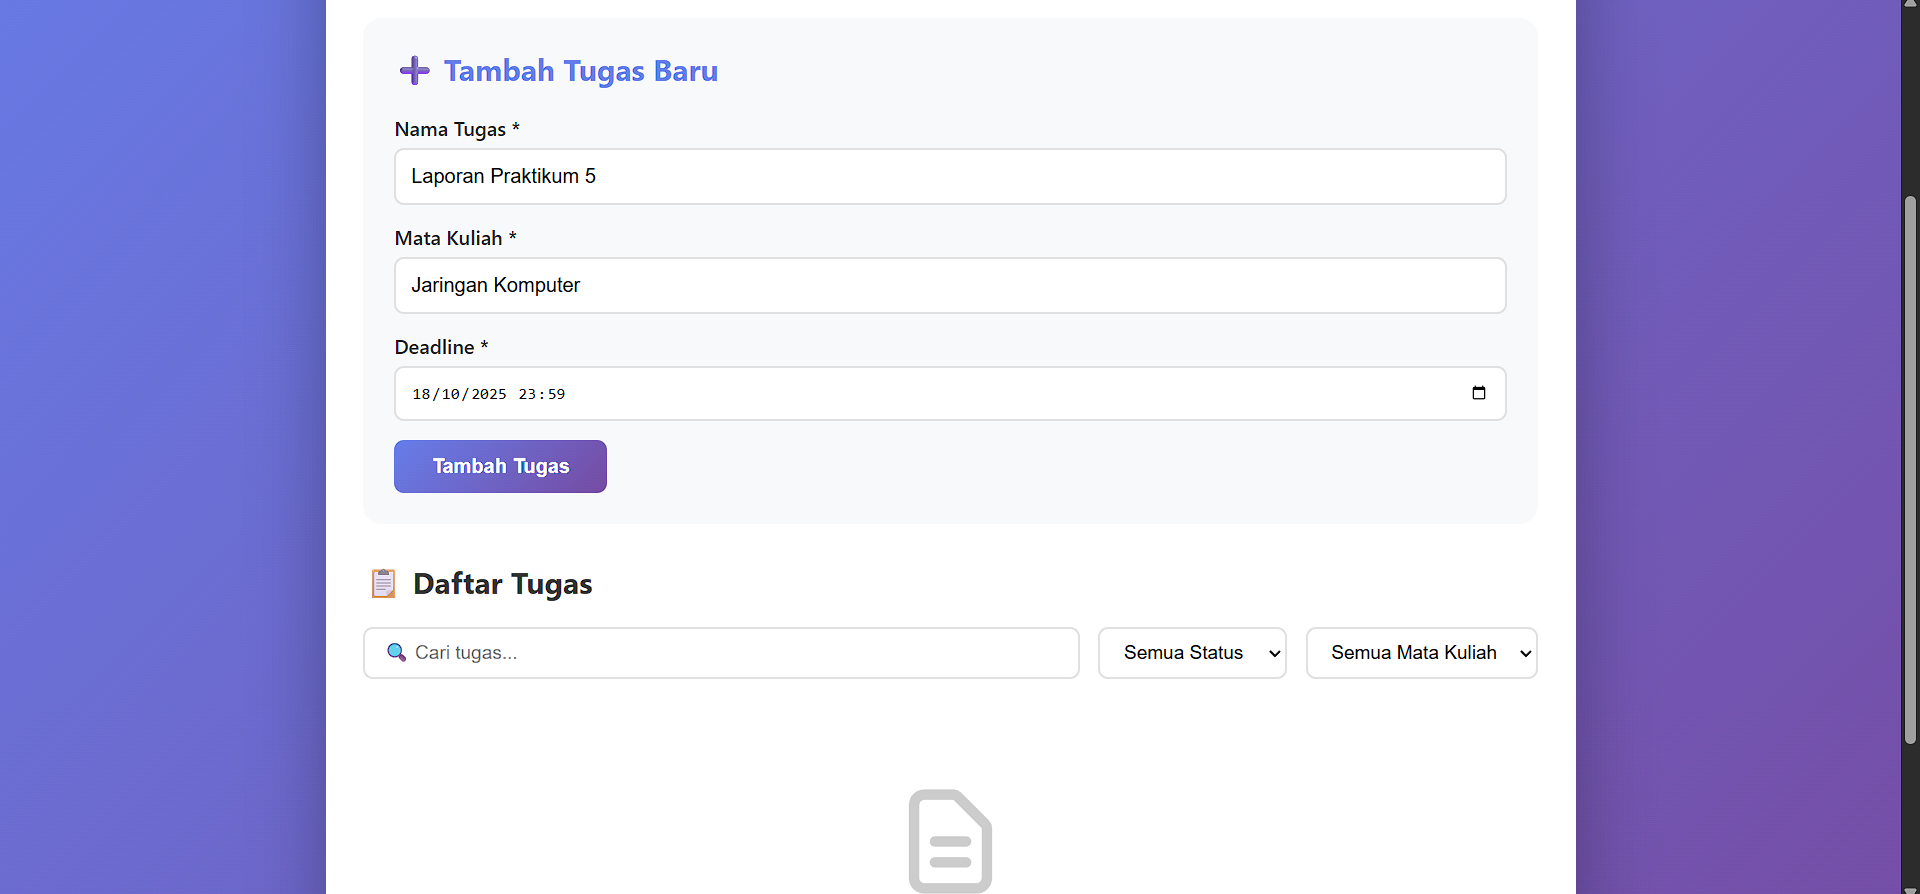 Tambah Tugas Baru
Nama Tugas *
Laporan Praktikum 5
Mata Kuliah *
Jaringan Komputer
Deadline *
18/10/2025 23:59
Tambah Tugas
Daftar Tugas
Cari tugas...
Semua Status
Semua Mata Kuliah